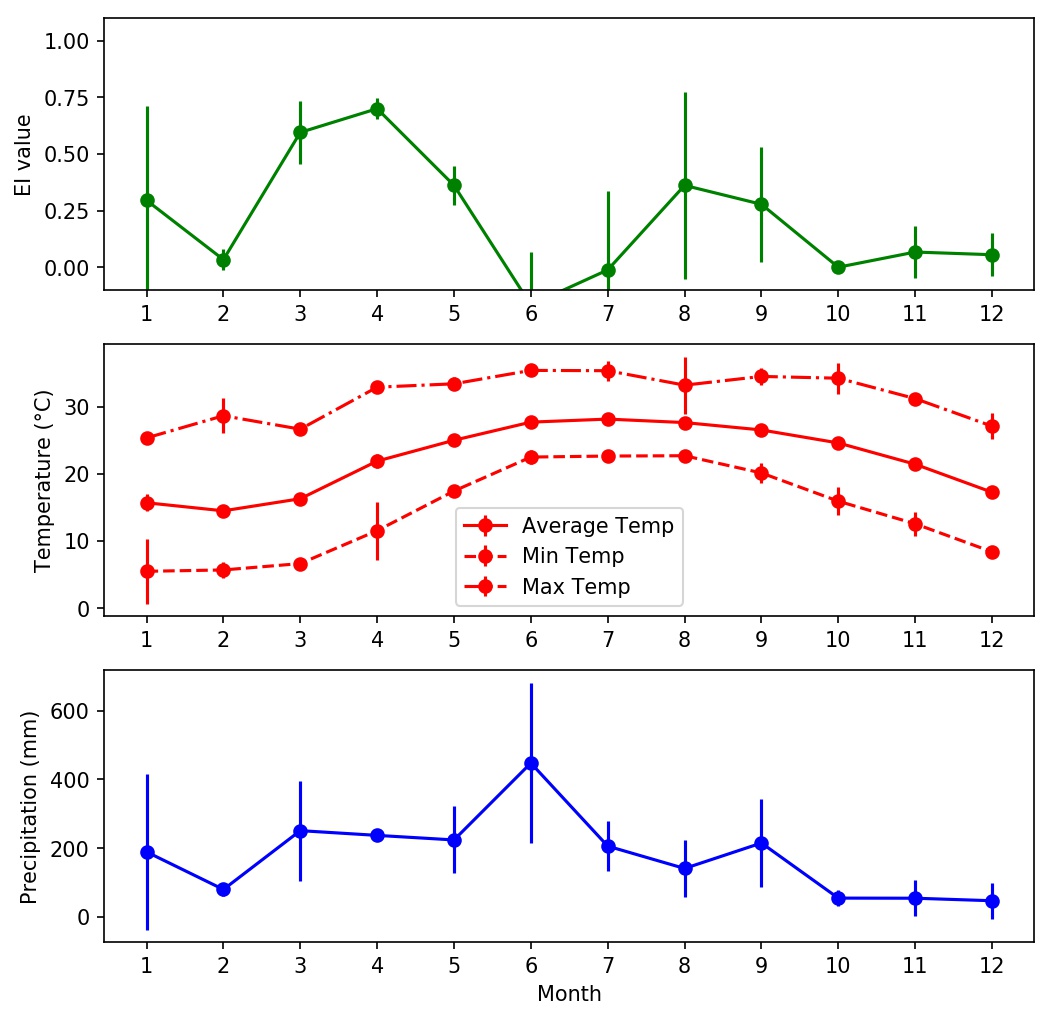 1.00
0.75
0.50
0.25
0.00
EI value
1 2 3 4 5 6 7 8 9 10 11 12
30
20
10
0
Temperature (°C)
Average Temp
Min Temp
Max Temp
1 2 3 4 5 6 7 8 9 10 11 12
600
400
200
0
Precipitation (mm)
1 2 3 4 5 6 7 8 9 10 11 12
Month